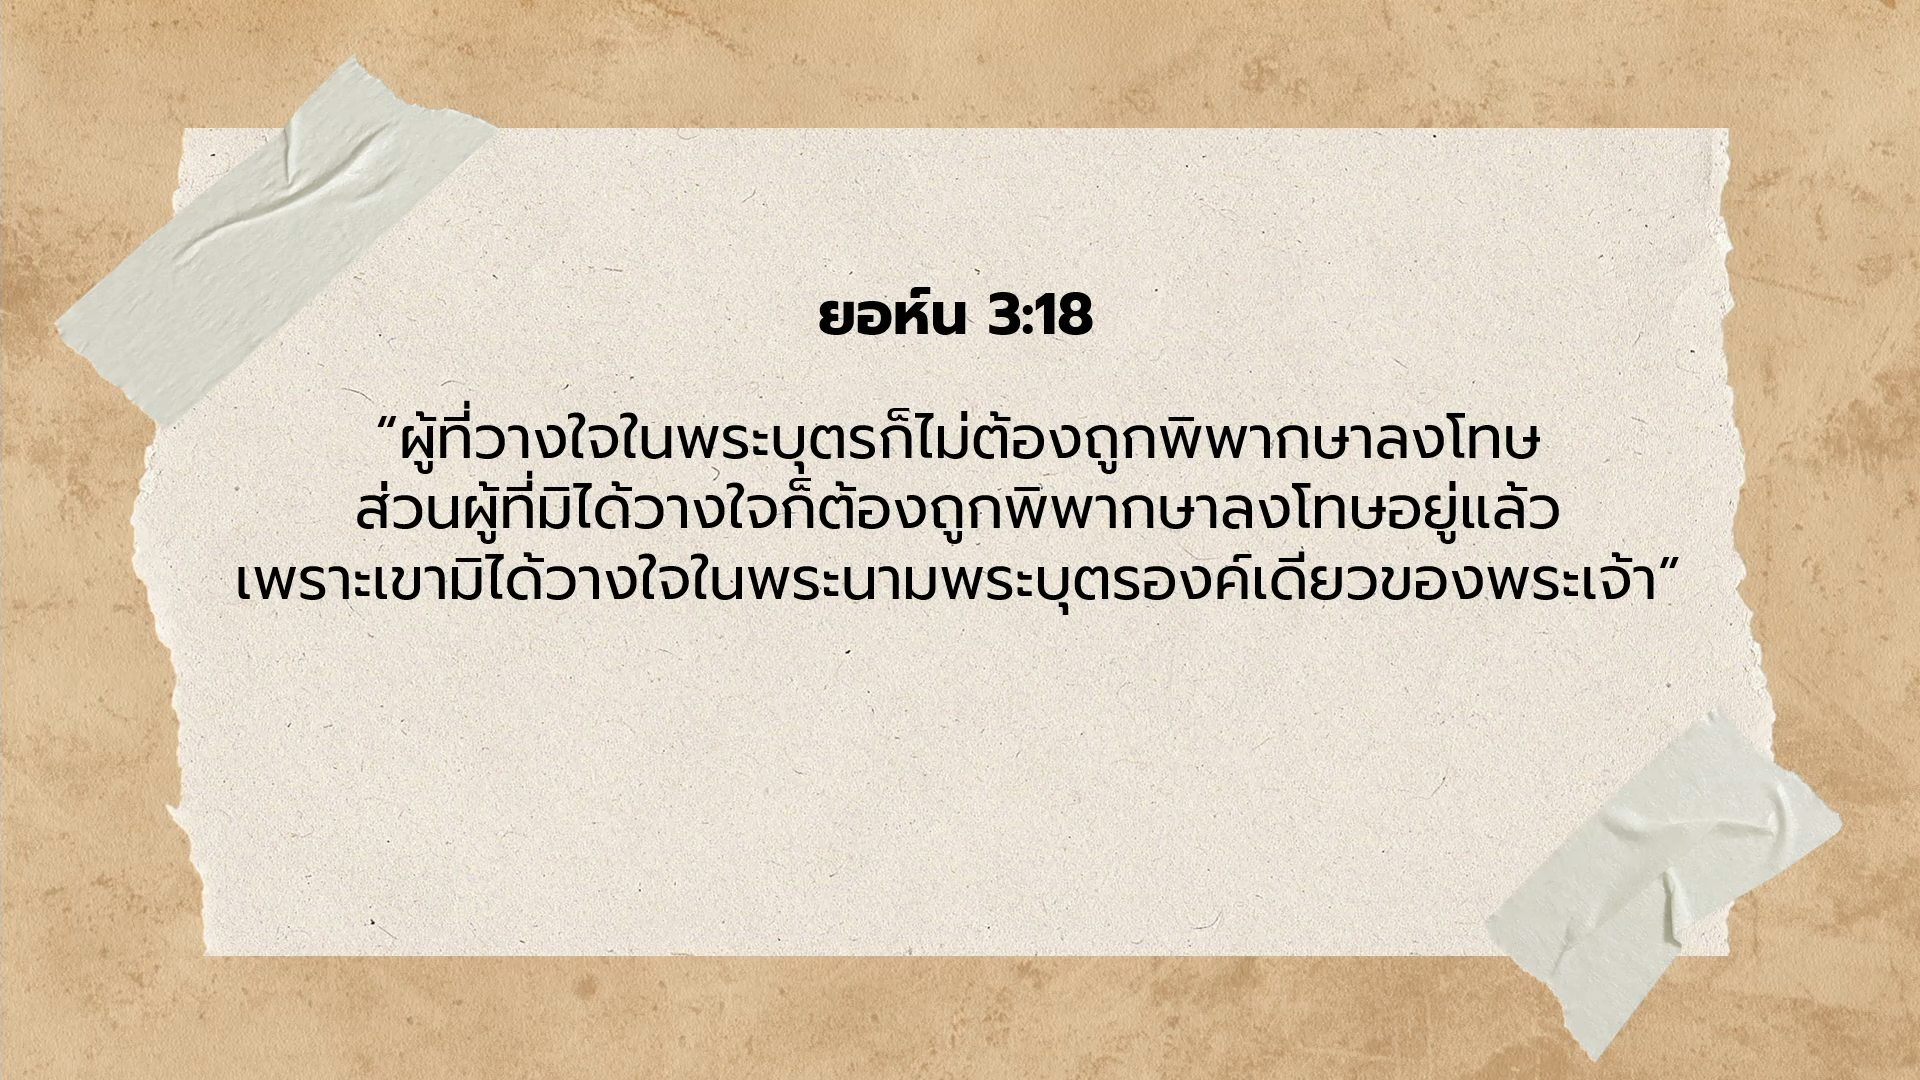 ยอห์น 3:18
“ผู้ที่วางใจในพระบุตรก็ไม่ต้องถูกพิพากษาลงโทษ
ส่วนผู้ที่มิได้วางใจก็ต้องถูกพิพากษาลงโทษอยู่แล้ว
เพราะเขามิได้วางใจในพระนามพระบุตรองค์เดียวของพระเจ้า”